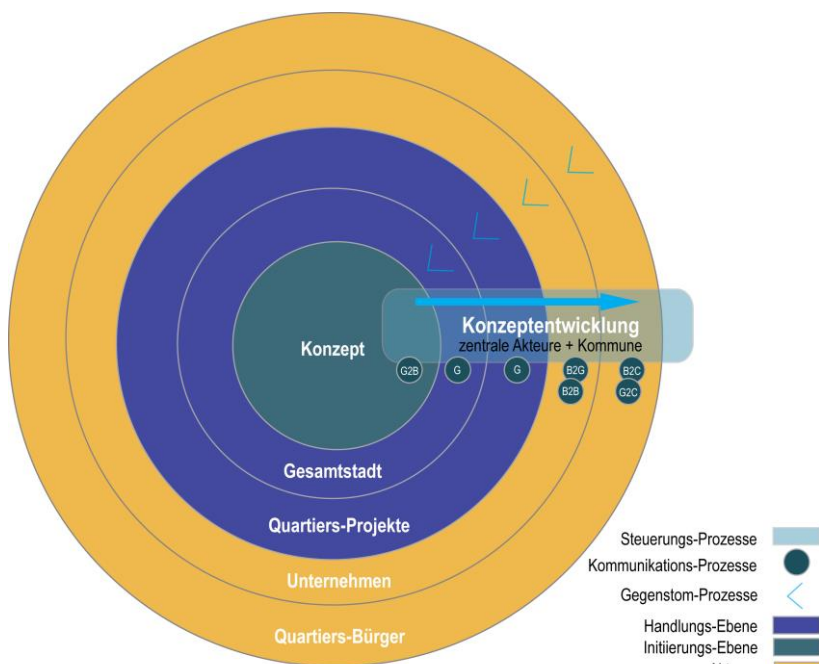 Konzeptentwicklung
zentrale Akteure + Kommune
Konzept
G2B
G
G
B2G
B2C
B2B
G2C
Gesamtstadt
Quartiers-Projekte
Unternehmen
Quartiers-Bürger
Steuerungs-Prozesse
Kommunikations-Prozesse
Gegenstom-Prozesse
Handlungs-Ebene
Initiierungs-Ebene